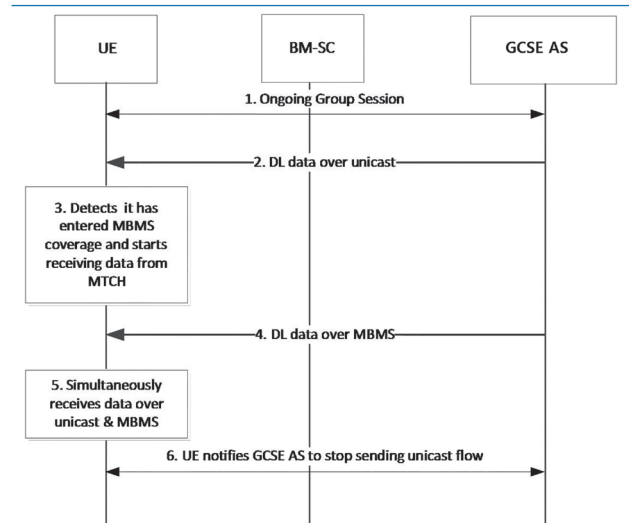 UE
BM-SC
GCSE AS
1. Ongoing Group Session
2. DL data over unicast
3. Detects it has
entered MBMS
coverage and starts
receiving data from
MTCH
4. DL data over MBMS
5. Simultaneously
receives data over
unicast & MBMS
6. UE notifies GCSE AS to stop sending unicast flow